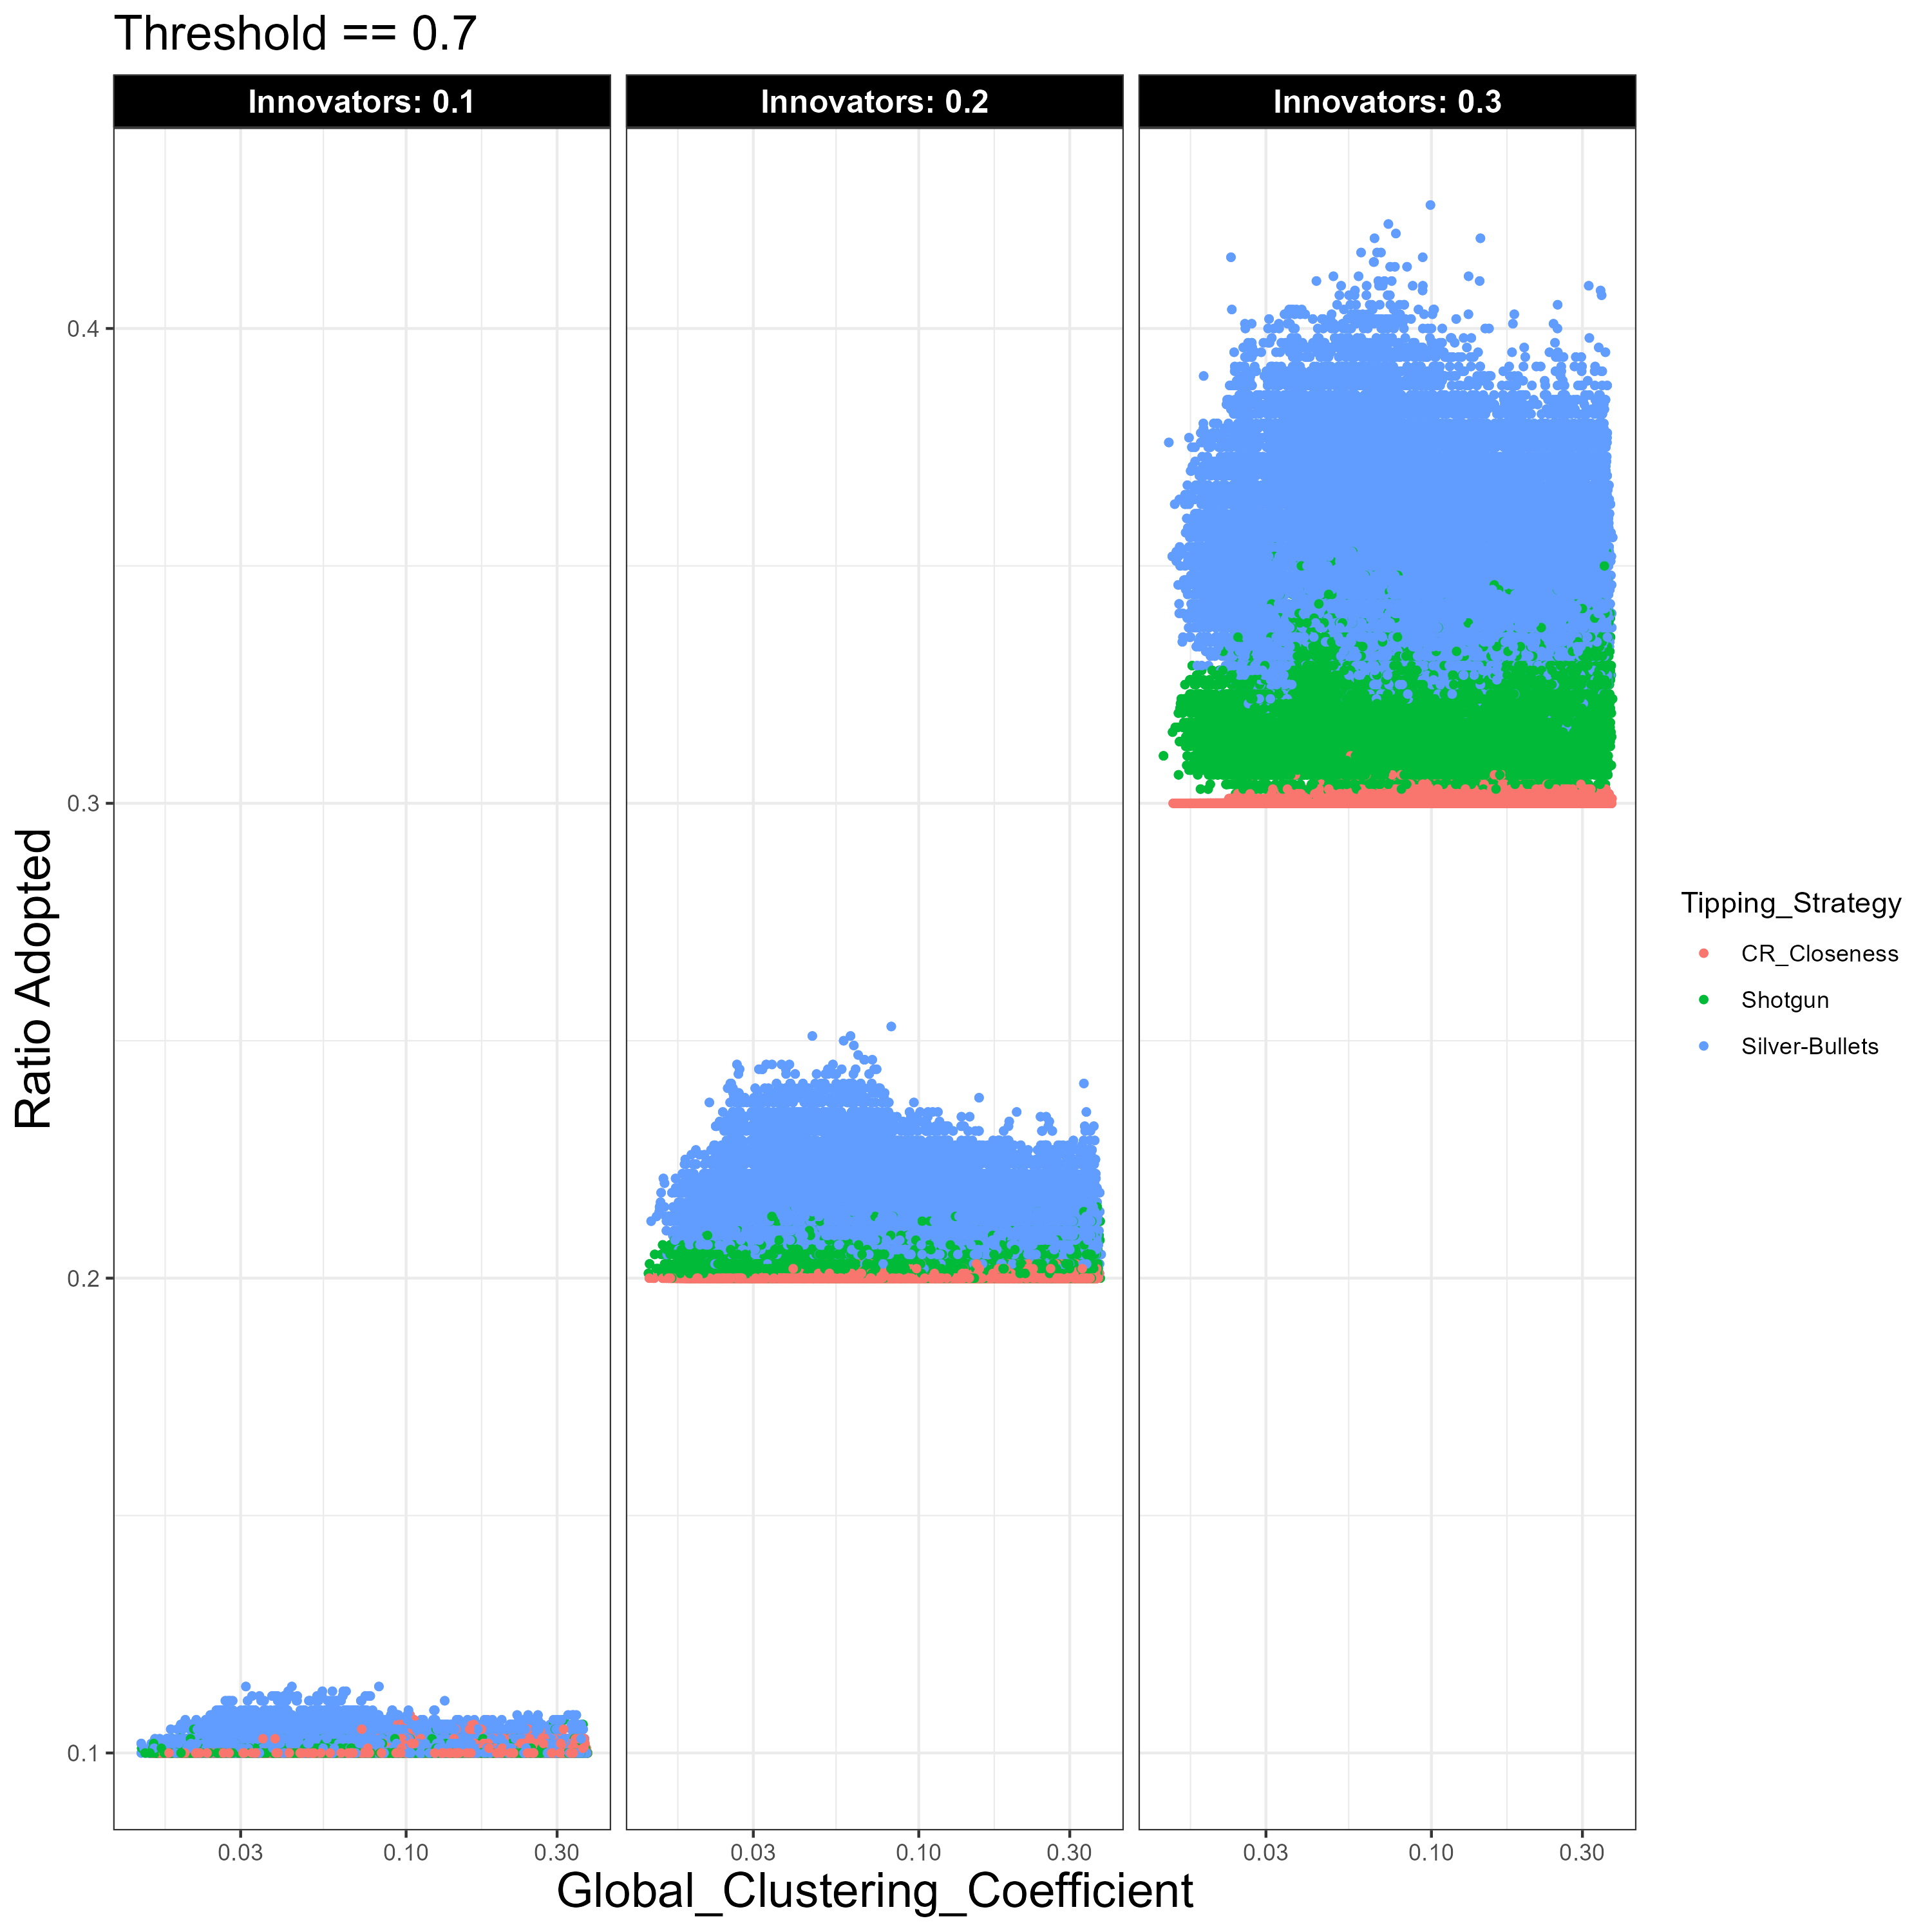 Threshold == 0.7
Innovators: 0.1
Innovators: 0.2
Innovators: 0.3
Ratio Adopted
0.4
0.3
0.2
0.1
0.03 0.10 0.30
0.03 0.10 0.30
0.03 0.10 0.30
Global_Clustering_Coefficient
Tipping_Strategy
CR_Closeness
Shotgun
Silver-Bullets